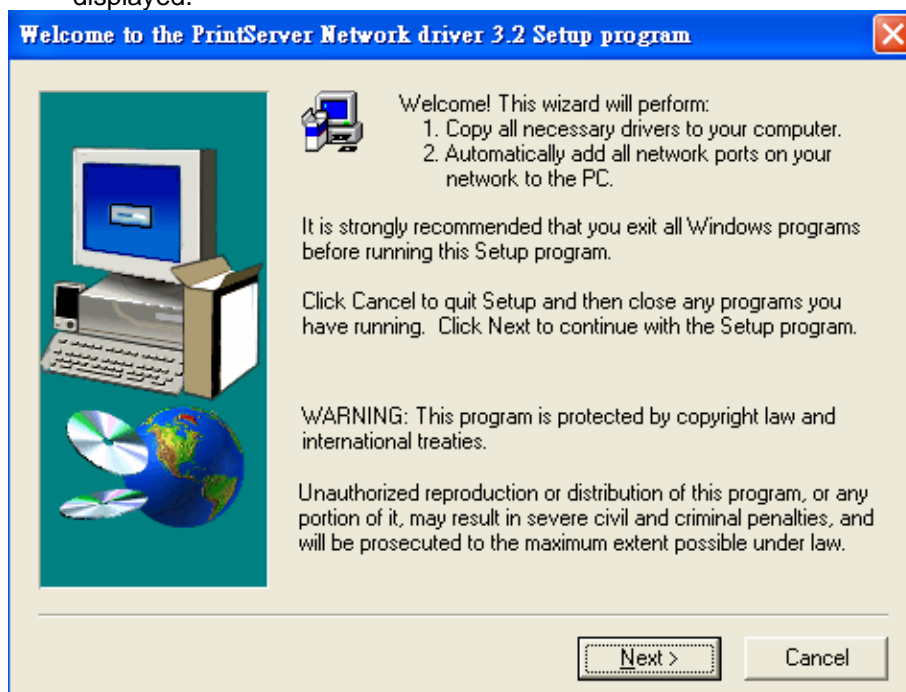 displayed.
Welcome to the PrintServer Network driver 3.2 Setup program
Welcome! This wizard will perform:
1. Copy all necessary drivers to your computer.
2. Automatically add all network ports on your
network to the PC.
It is strongly recommended that you exit all Windows programs
before running this Setup program.
Click Cancel to quit Setup and then close any programs you
have running. Click Next to continue with the Setup program.
WARNING: This program is protected by copyright law and
international treaties.
Unauthorized reproduction or distribution of this program, or any
portion of it, may result in severe civil and criminal penalties, and
will be prosecuted to the maximum extent possible under law.
Next >
Cancel